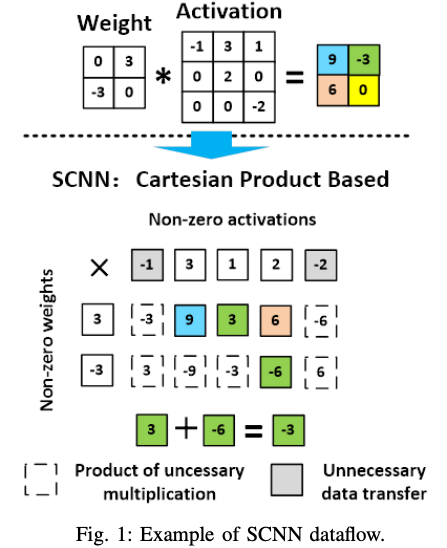 Weight Activation
0 3
-3 0
*
-1 3 1
0 2 0
0 0 -2
=
9 -3
6 0
SCNN: Cartesian Product Based
Non-zero activations
Non-zero weights
× -1 3 1 2 -2
3 -3 9 3 6 -6
-3 3 -9 -3 -6 6
3 + -6 = -3
Product of uncessary
multiplication
Unnecessary
data transfer
Fig. 1: Example of SCNN dataflow.